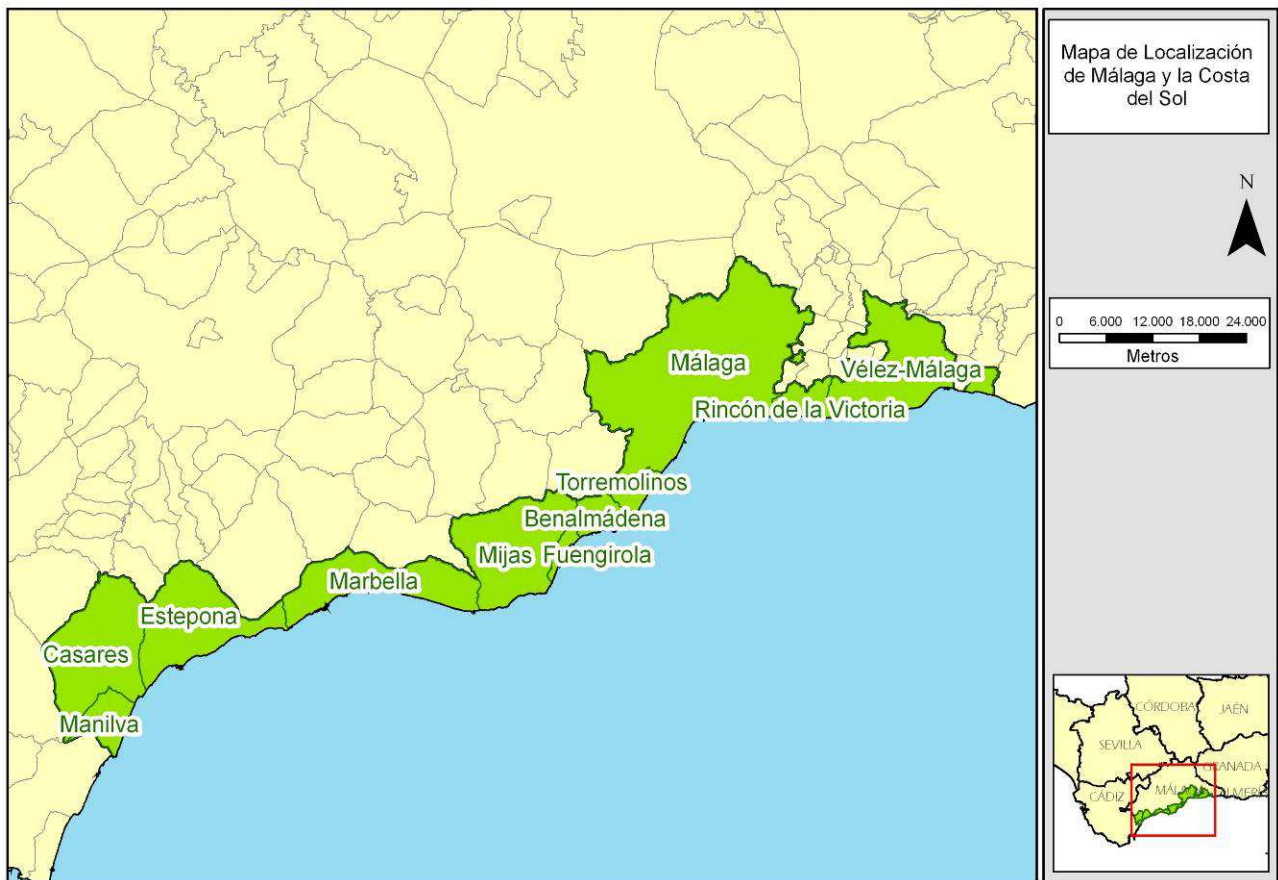 Mapa de Localización
de Málaga y la Costa
del Sol
N
0 6.000 12.000 18.000 24.000
Metros
Málaga
Vélez-Málaga
Rincón de la Victoria
Torremolinos
Benalmádena
Mijas Fuengirola
Marbella
Estepona
Casares
Manilva
CÓRDOBA
JAÉN
SEVILLA
GRANADA
CÁDIZ